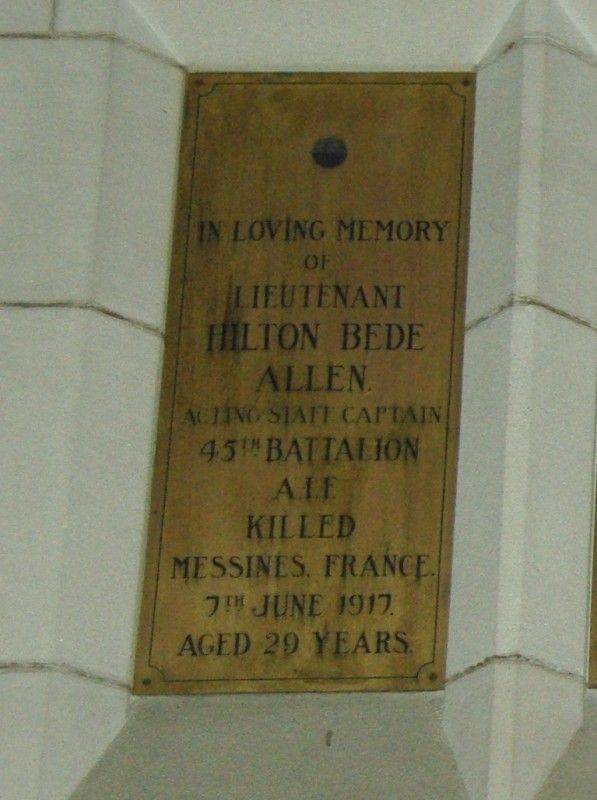 IN LOVING MEMORY
OF
LIEUTENANT
HILTON BEDE
ALLEN.
ACTING STAFF CAPTAIN
45TH BATTALION
A.I.F.
KILLED
MESSINES. FRANCE.
7TH JUNE 1917.
AGED 29 YEARS.